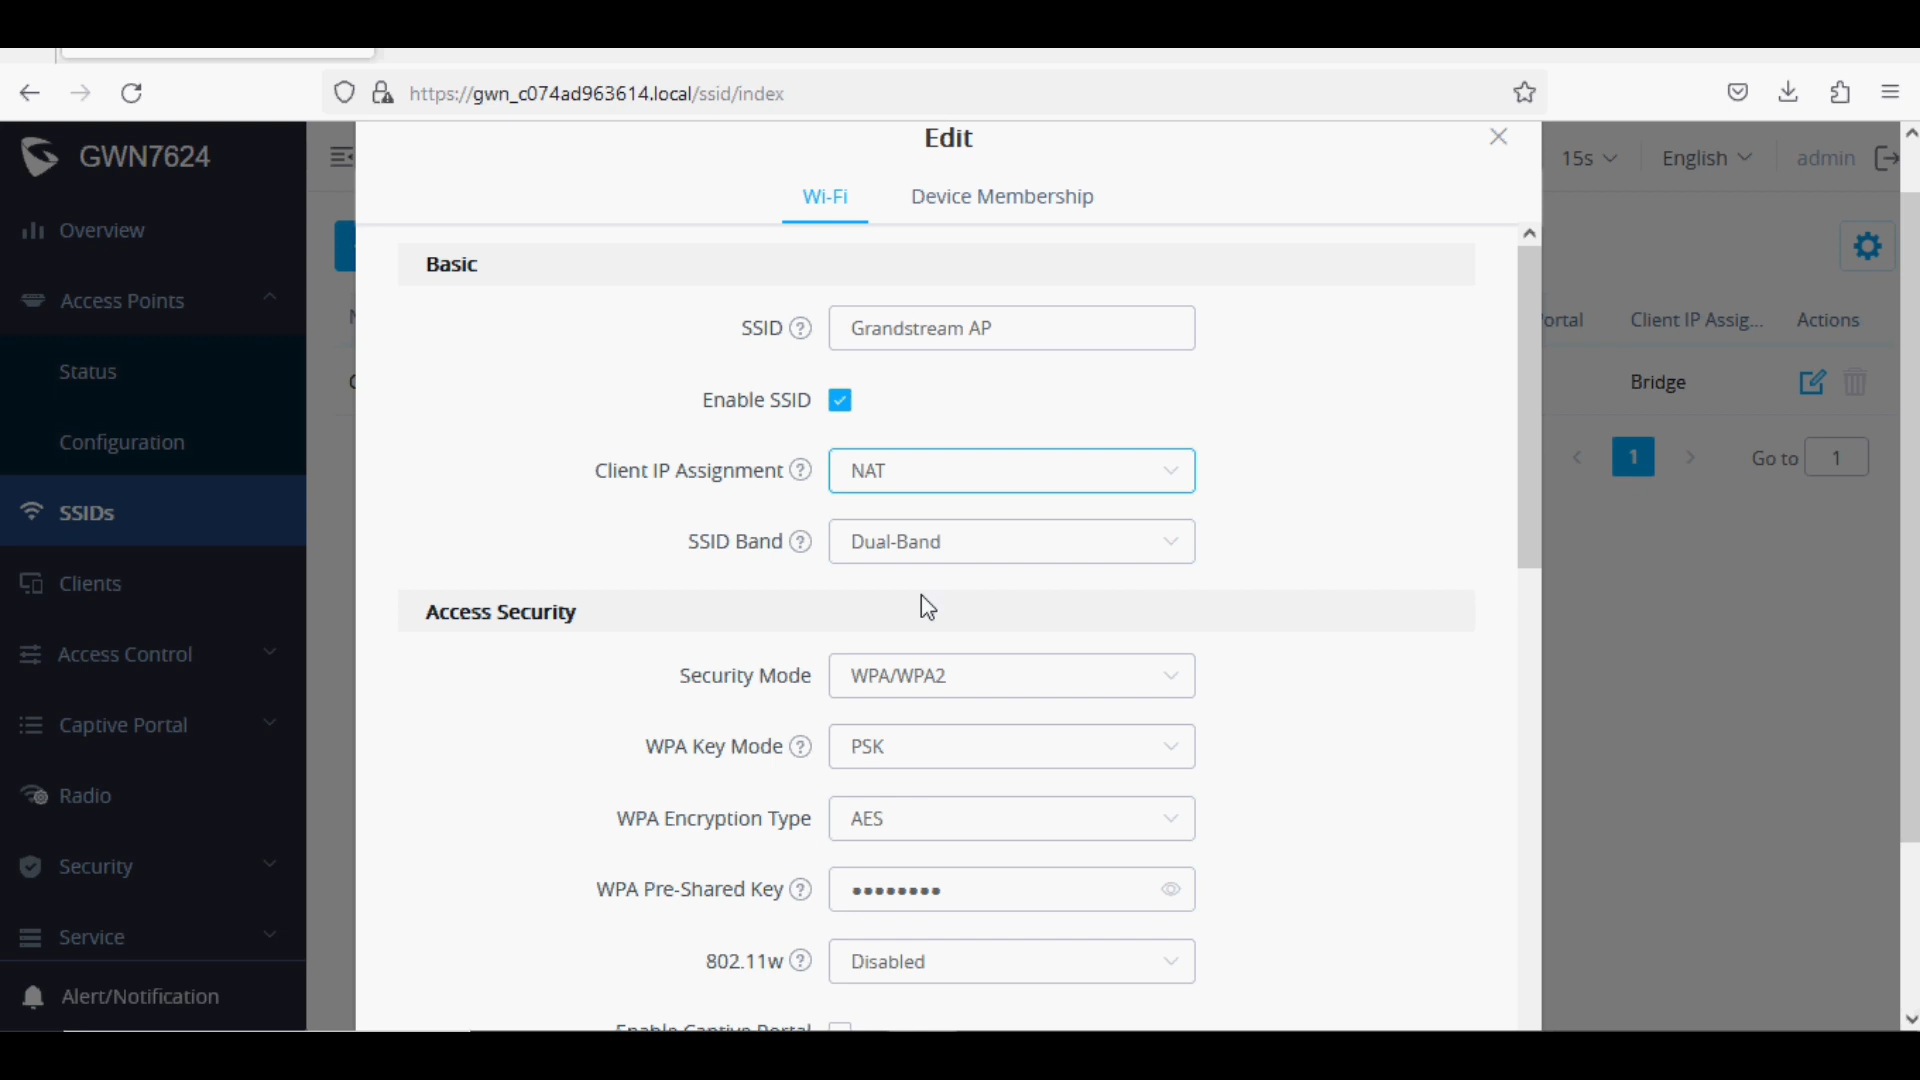 https://gwn_c074ad963614.local/ssid/index
GWN7624
Edit
15s
English
admin
Wi-Fi
Device Membership
Overview
Basic
Access Points
SSID ?
Grandstream AP
ortal
Client IP Assig...
Actions
Status
Enable SSID
Bridge
Configuration
Client IP Assignment ?
NAT
1
Go to
1
SSIDs
SSID Band ?
Dual-Band
Clients
Access Security
Access Control
Security Mode
WPA/WPA2
Captive Portal
WPA Key Mode ?
PSK
Radio
WPA Encryption Type
AES
Security
WPA Pre-Shared Key ?
••••••••
Service
802.11w ?
Disabled
Alert/Notification
Enable Captive Portal